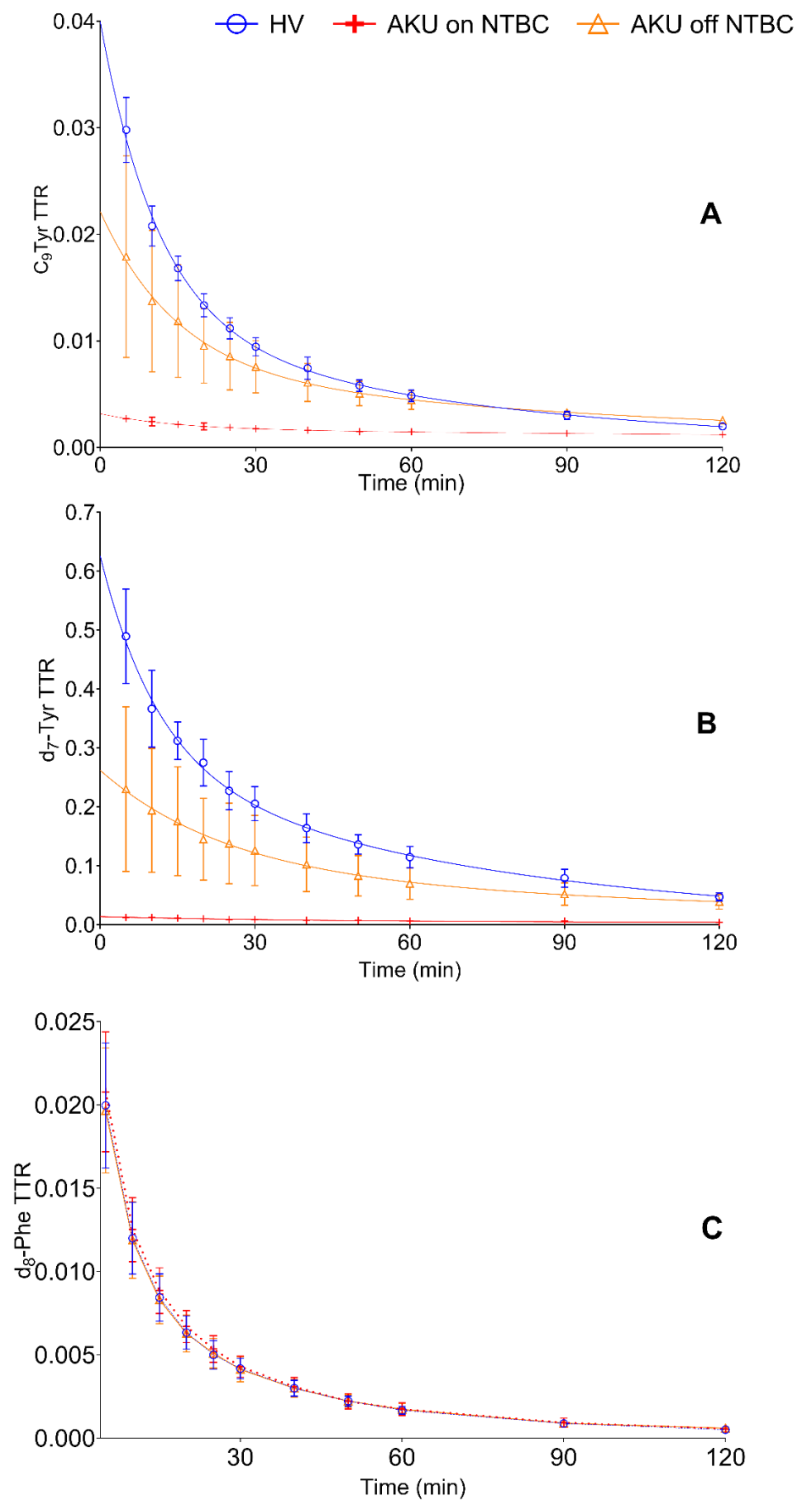 HV AKU on NTBC AKU off NTBC
0.04
0.03
0.02
0.01
0.00
C₉Tyr TTR
A
0 30 60 90 120
Time (min)
0.7
0.6
0.5
0.4
0.3
0.2
0.1
0.0
d₇-Tyr TTR
B
0 30 60 90 120
Time (min)
0.025
0.020
0.015
0.010
0.005
0.000
d₈-Phe TTR
C
30 60 90 120
Time (min)